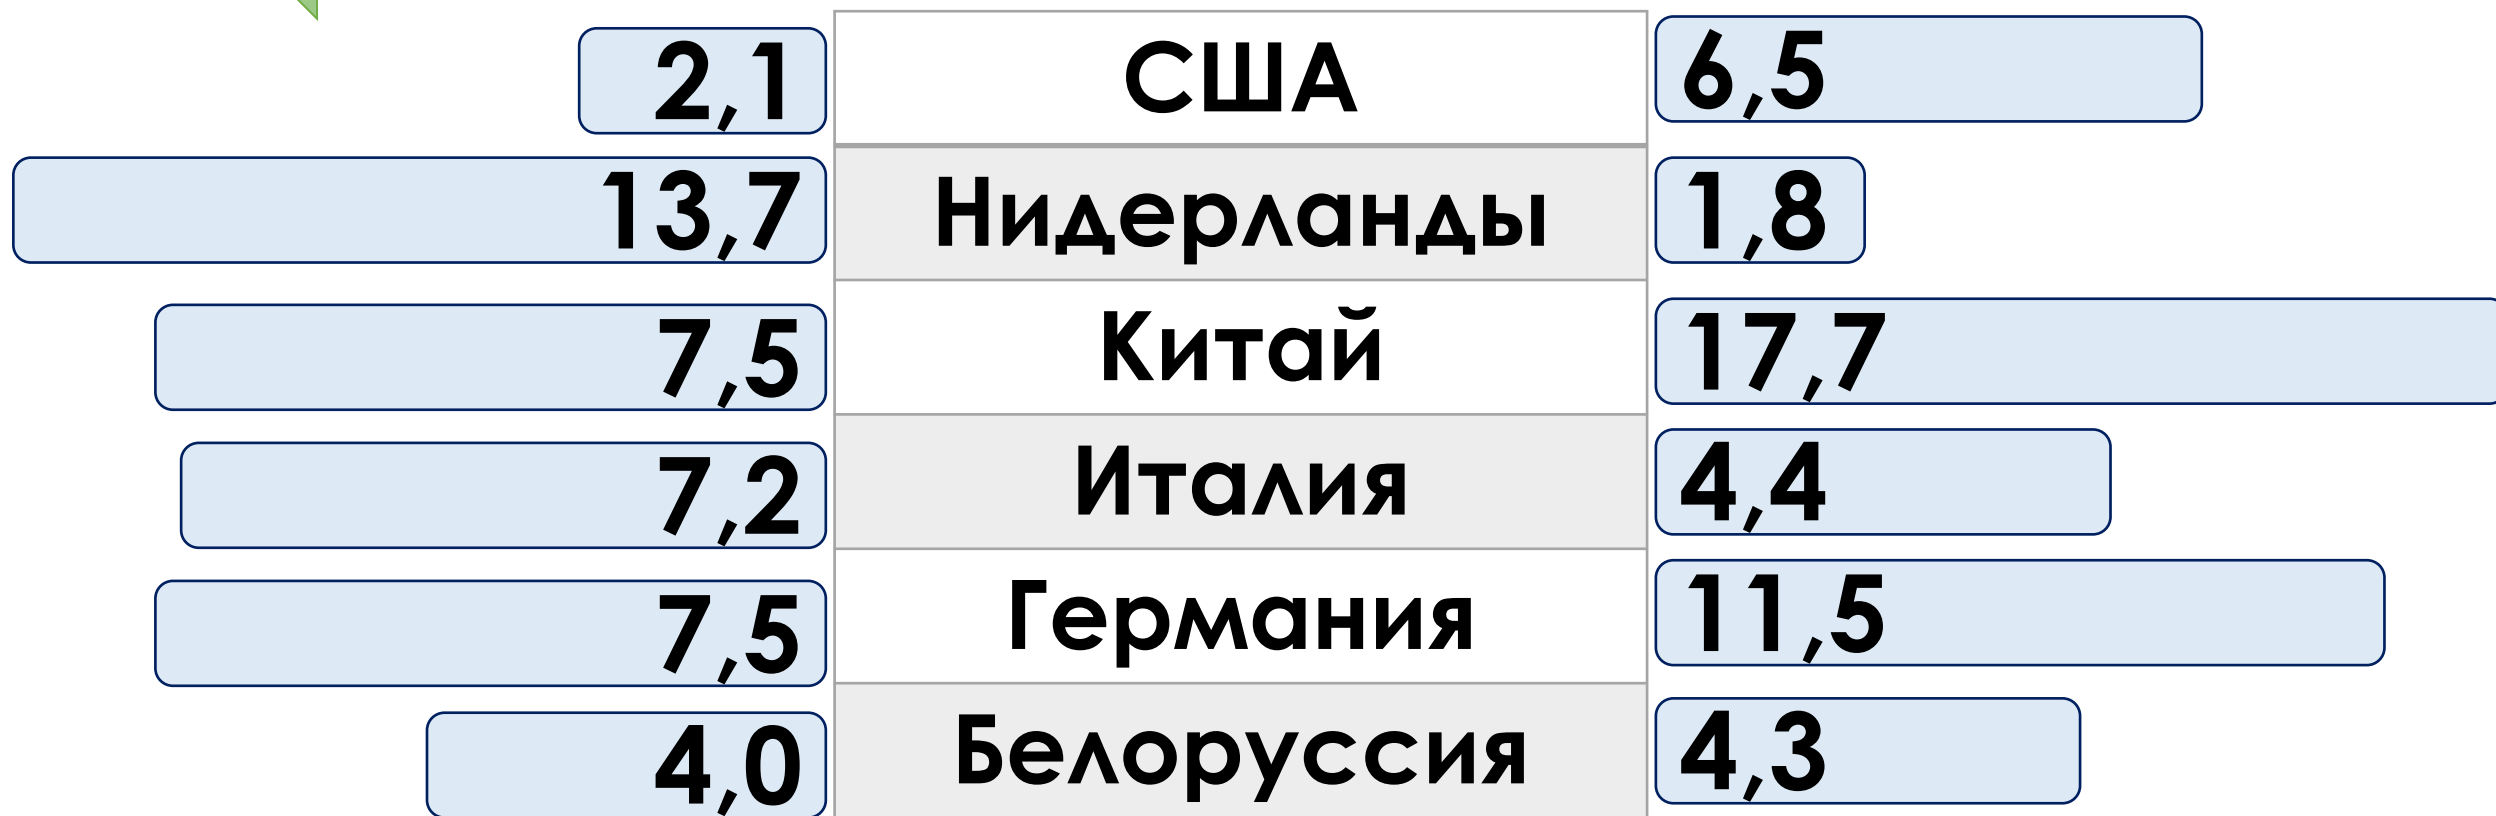 2,1 США 6,5
13,7 Нидерланды 1,8
7,5 Китай 17,7
7,2 Италия 4,4
7,5 Германия 11,5
4,0 Белоруссия 4,3